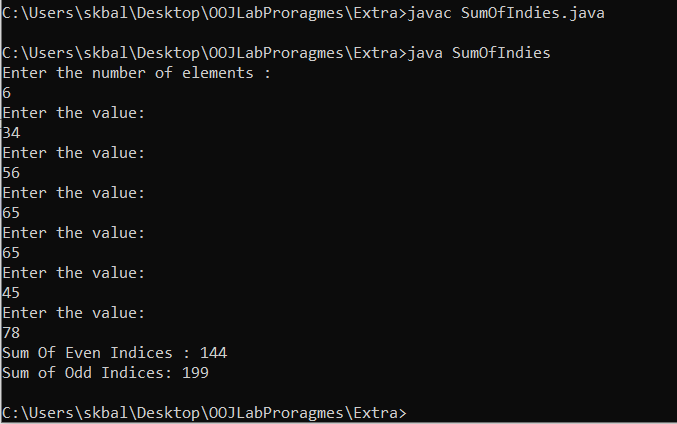 C:\Users\skbal\Desktop\OOJLabProragmes\Extra>javac SumOfIndies.java
C:\Users\skbal\Desktop\OOJLabProragmes\Extra>java SumOfIndies
Enter the number of elements :
6
Enter the value:
34
Enter the value:
56
Enter the value:
65
Enter the value:
65
Enter the value:
45
Enter the value:
78
Sum Of Even Indices : 144
Sum of Odd Indices: 199
C:\Users\skbal\Desktop\OOJLabProragmes\Extra>